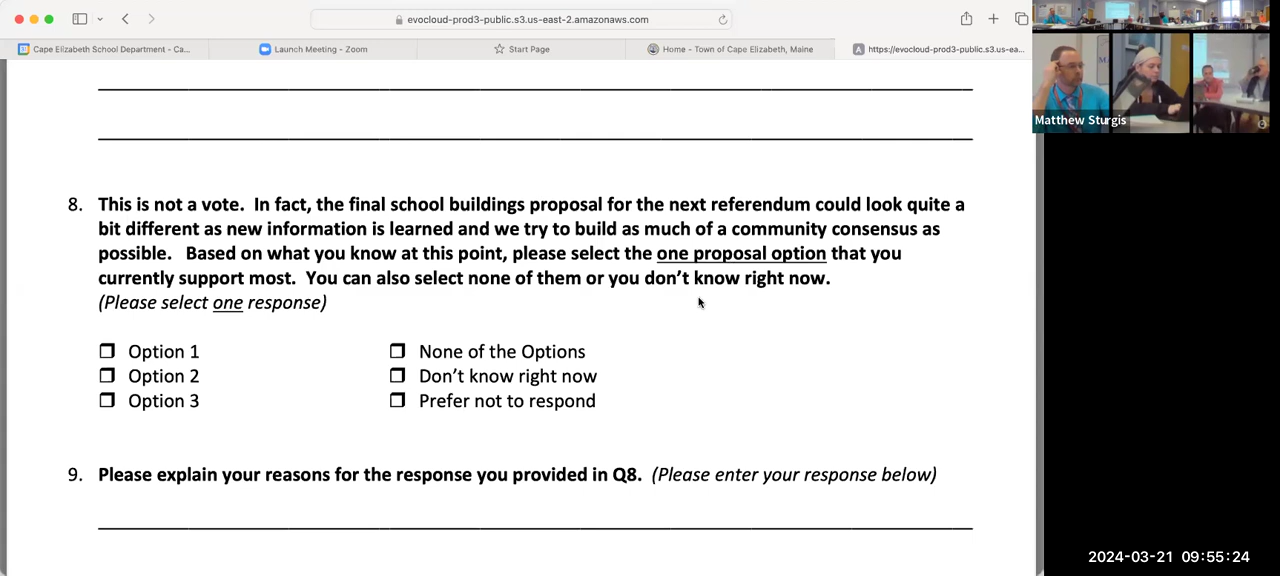 evocloud-prod3-public.s3.us-east-2.amazonaws.com
Cape Elizabeth School Department - Ca...
Launch Meeting - Zoom
Start Page
Home - Town of Cape Elizabeth, Maine
https://evocloud-prod3-public.s3.us-ea...
Matthew Sturgis
8. This is not a vote. In fact, the final school buildings proposal for the next referendum could look quite a
bit different as new information is learned and we try to build as much of a community consensus as
possible. Based on what you know at this point, please select the one proposal option that you
currently support most. You can also select none of them or you don't know right now.
(Please select one response)
Option 1
None of the Options
Option 2
Don't know right now
Option 3
Prefer not to respond
9. Please explain your reasons for the response you provided in Q8. (Please enter your response below)
2024-03-21 09:55:24